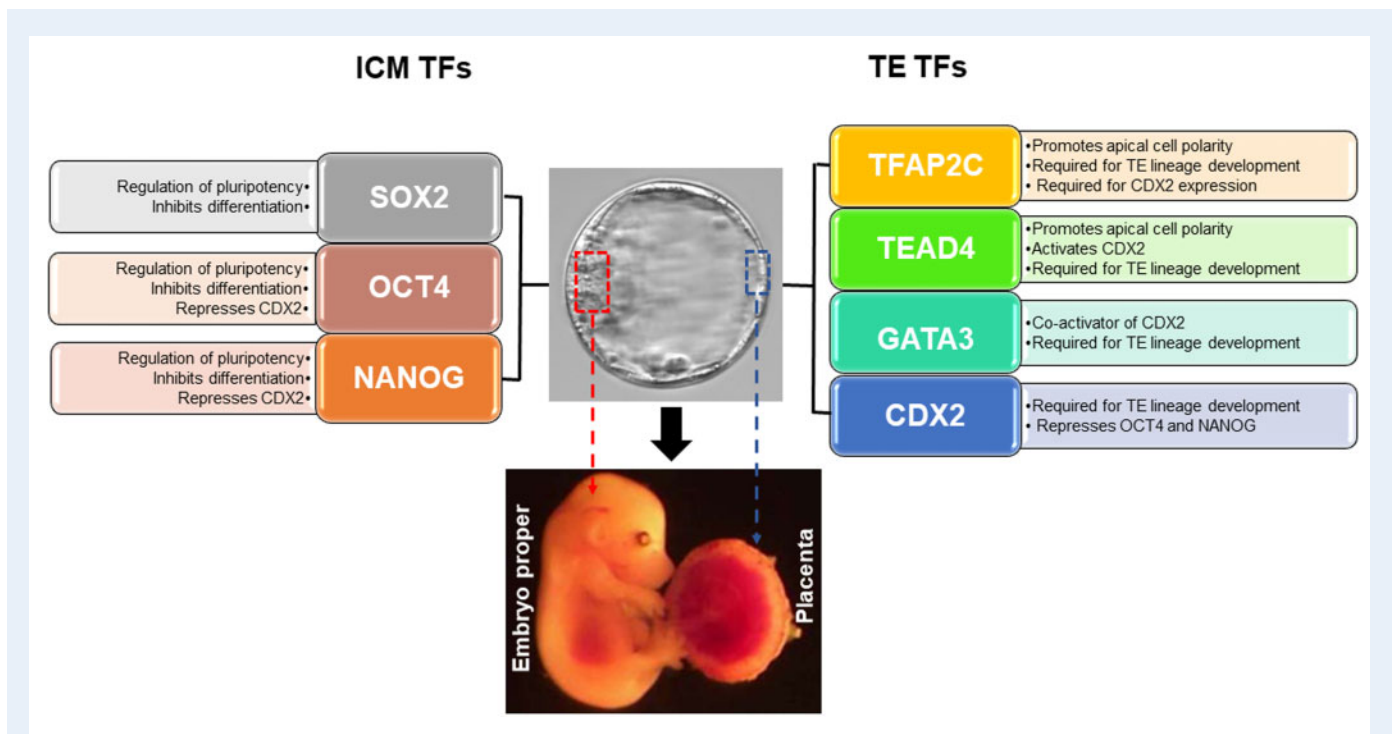 ICM TFs
TE TFs
Regulation of pluripotency•
Inhibits differentiation•
SOX2
Regulation of pluripotency•
Inhibits differentiation•
Represses CDX2•
OCT4
Regulation of pluripotency•
Inhibits differentiation•
Represses CDX2•
NANOG
TFAP2C
•Promotes apical cell polarity
•Required for TE lineage development
• Required for CDX2 expression
TEAD4
•Promotes apical cell polarity
•Activates CDX2
•Required for TE lineage development
GATA3
•Co-activator of CDX2
•Required for TE lineage development
CDX2
•Required for TE lineage development
• Represses OCT4 and NANOG
Embryo proper
Placenta